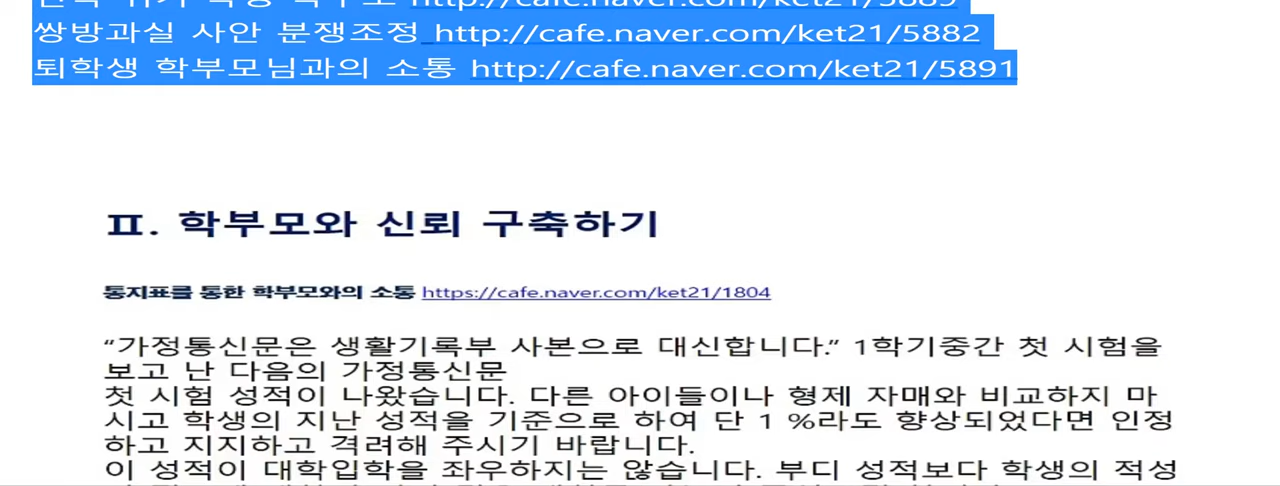 http://cafe.naver.com/ket21/5889
쌍방과실 사안 분쟁조정 http://cafe.naver.com/ket21/5882
퇴학생 학부모님과의 소통 http://cafe.naver.com/ket21/5891
Ⅱ. 학부모와 신뢰 구축하기
통지표를 통한 학부모와의 소통 https://cafe.naver.com/ket21/1804
“가정통신문은 생활기록부 사본으로 대신합니다.” 1학기중간 첫 시험을
보고 난 다음의 가정통신문
첫 시험 성적이 나왔습니다. 다른 아이들이나 형제 자매와 비교하지 마
시고 학생의 지난 성적을 기준으로 하여 단 1 %라도 향상되었다면 인정
하고 지지하고 격려해 주시기 바랍니다.
이 성적이 대학입학을 좌우하지는 않습니다. 부디 성적보다 학생의 적성